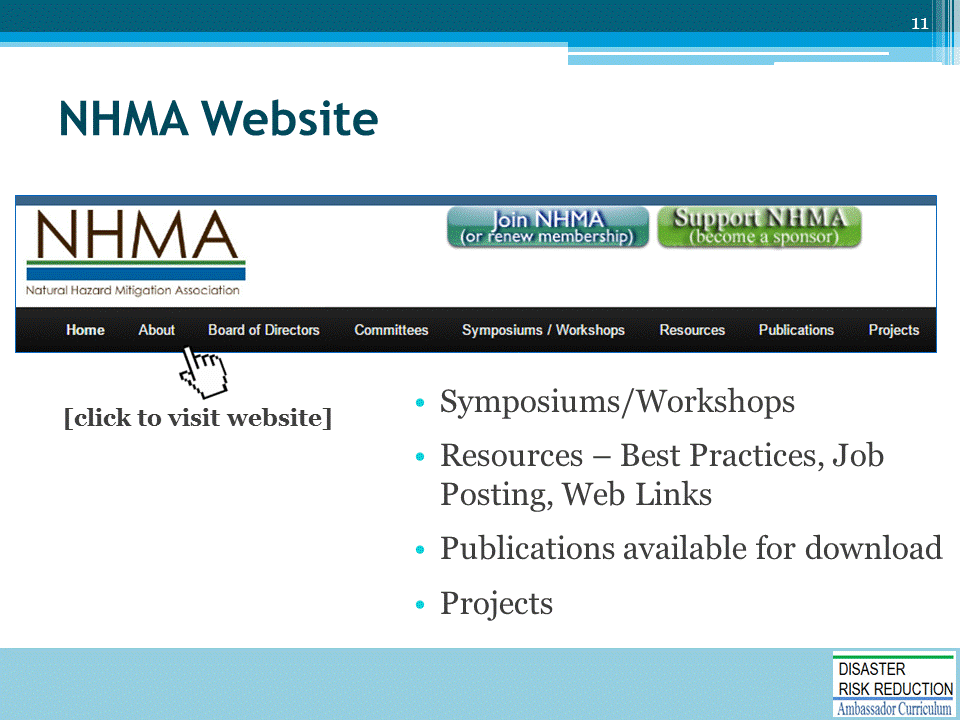 11
NHMA Website
NHMA
Natural Hazard Mitigation Association
Join NHMA
(or renew membership)
Support NHMA
(become a sponsor)
Home About Board of Directors Committees Symposiums / Workshops Resources Publications Projects
[click to visit website]
• Symposiums/Workshops
• Resources – Best Practices, Job
Posting, Web Links
• Publications available for download
• Projects
DISASTER
RISK REDUCTION
Ambassador Curriculum